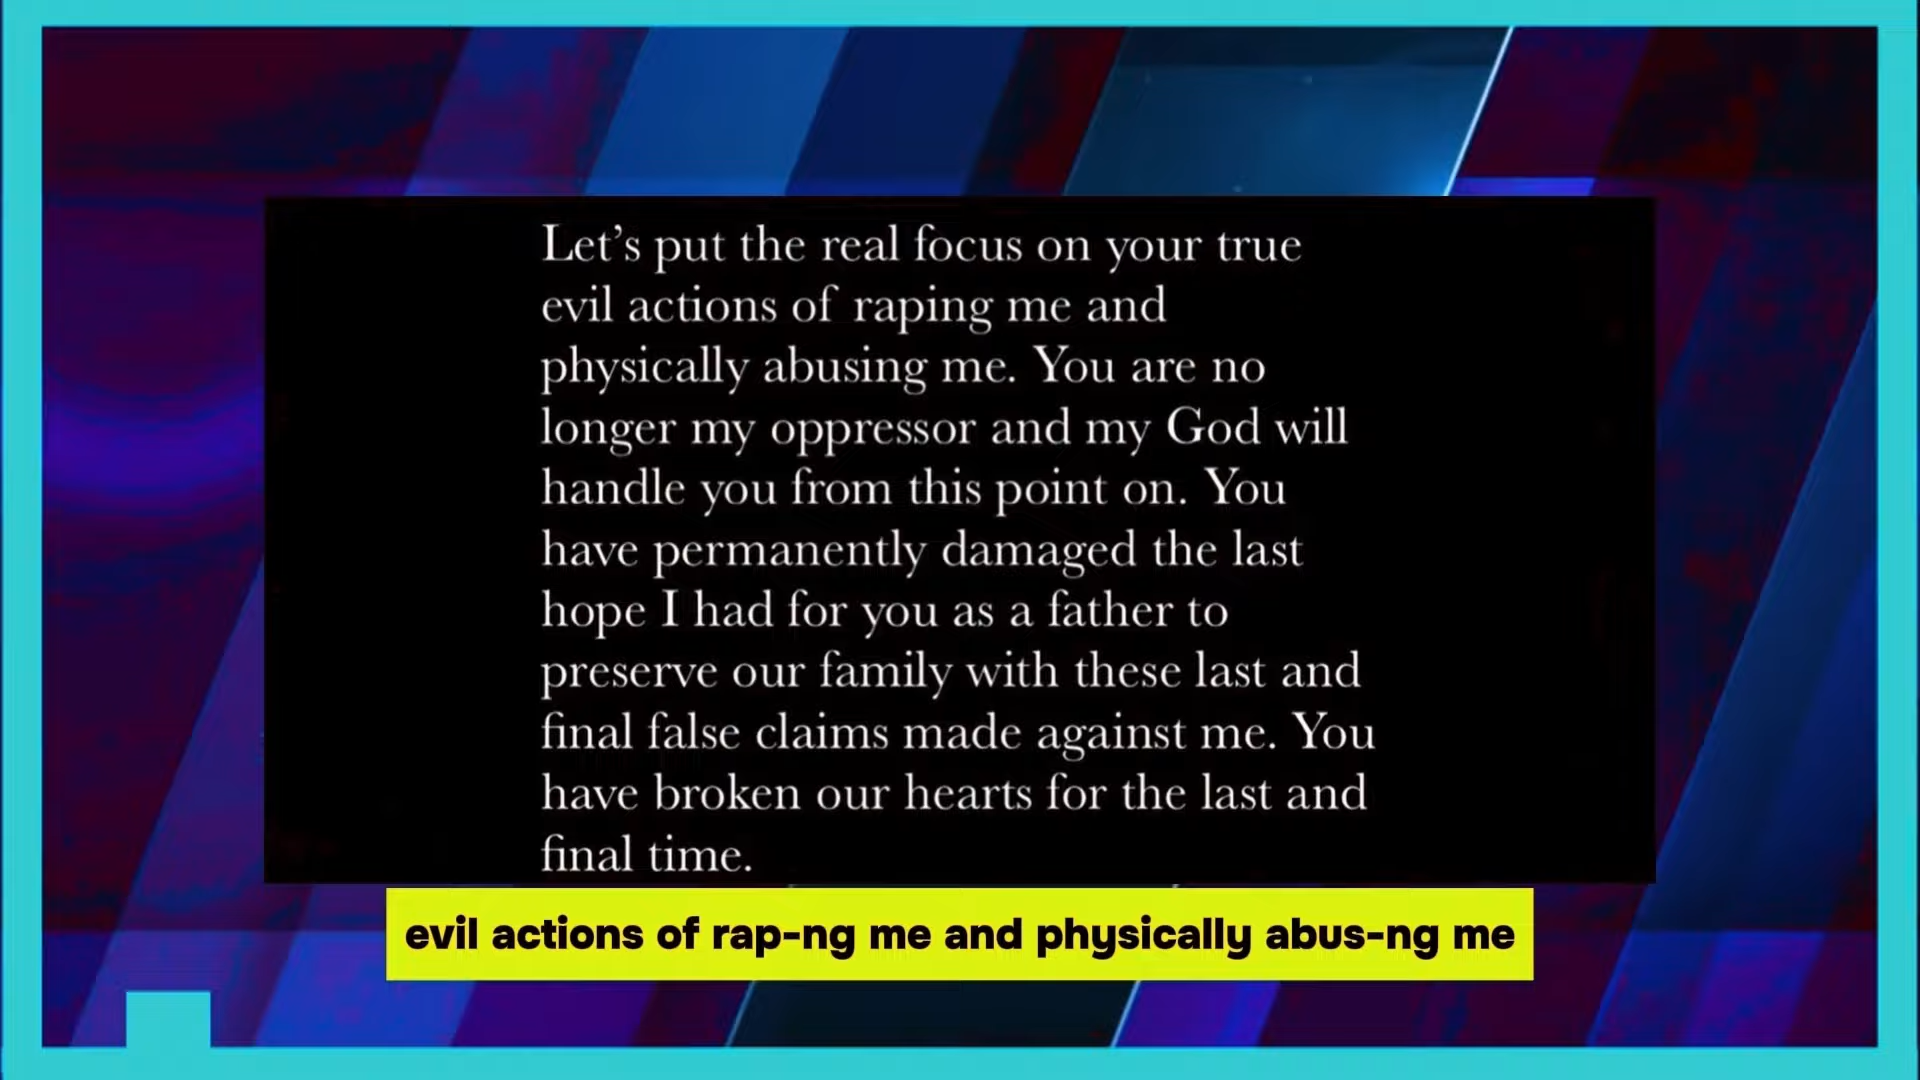 Let’s put the real focus on your true
evil actions of raping me and
physically abusing me. You are no
longer my oppressor and my God will
handle you from this point on. You
have permanently damaged the last
hope I had for you as a father to
preserve our family with these last and
final false claims made against me. You
have broken our hearts for the last and
final time.
evil actions of rap-ng me and physically abus-ng me